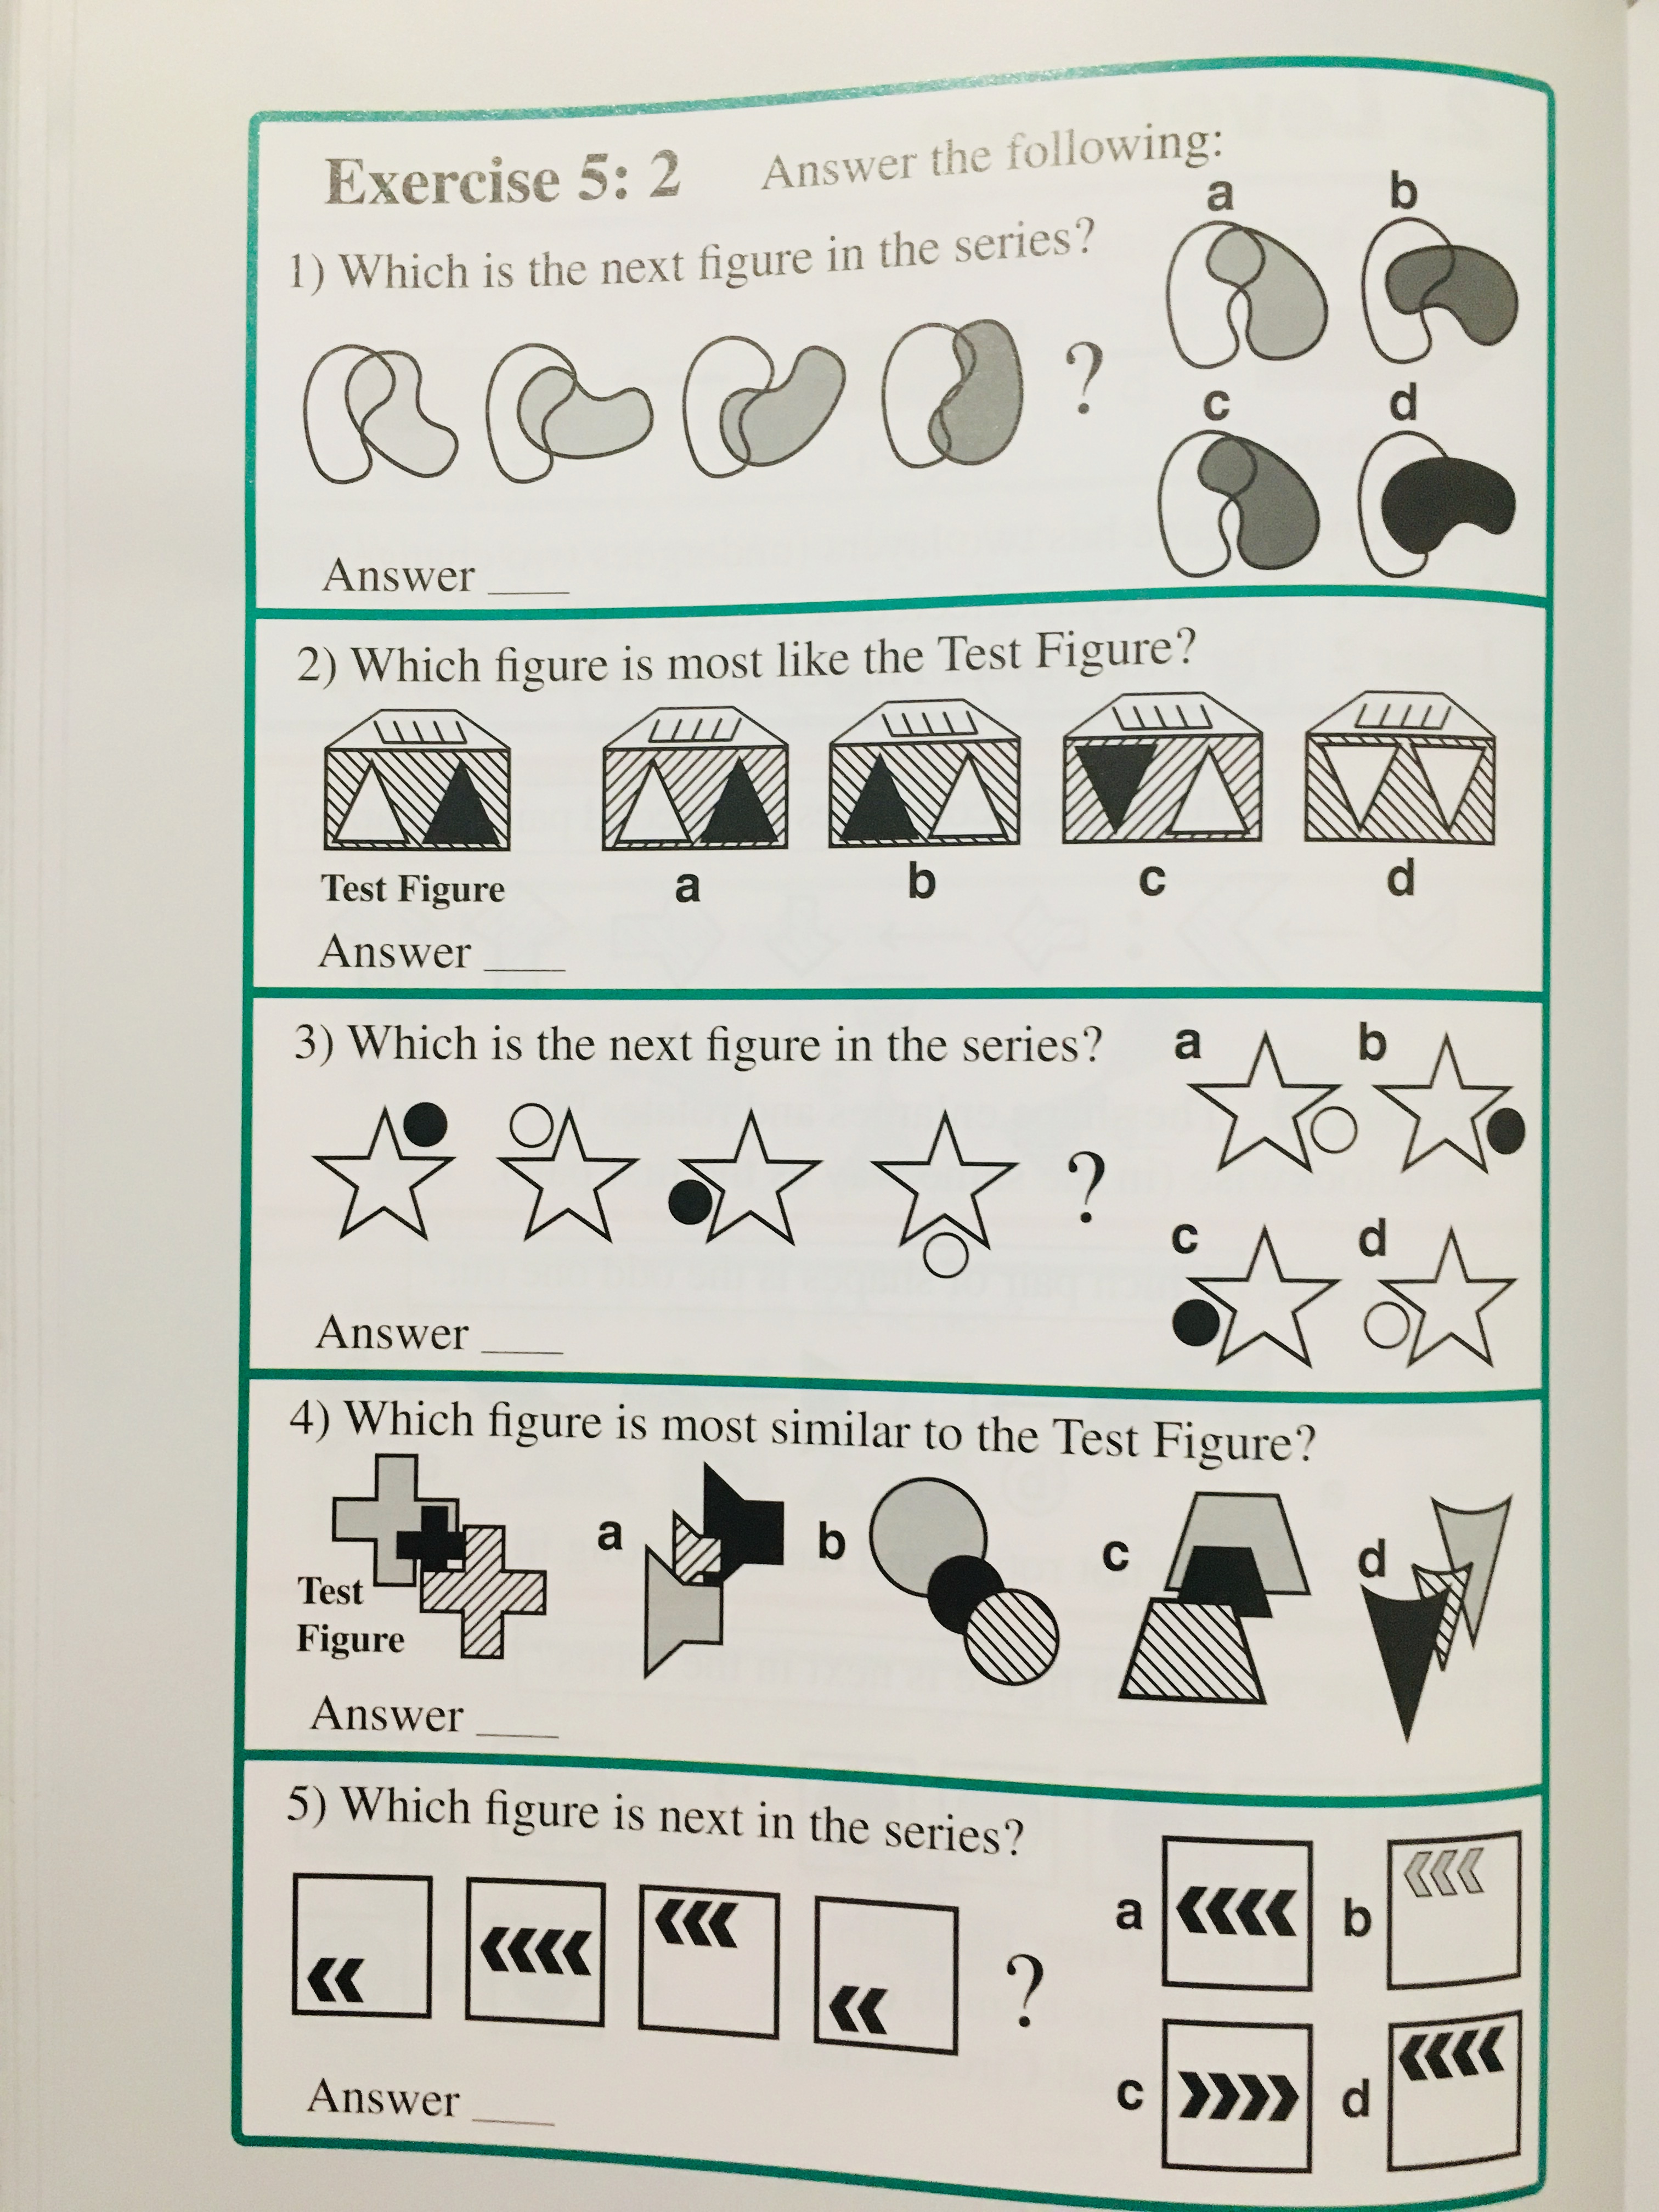 Exercise 5: 2 Answer the following:
1) Which is the next figure in the series?
a b
?
c d
Answer ____
2) Which figure is most like the Test Figure?
Test Figure a b c d
Answer ____
3) Which is the next figure in the series?
a b
?
c d
Answer ____
4) Which figure is most similar to the Test Figure?
a b c d
Test
Figure
Answer ____
5) Which figure is next in the series?
a b
?
c d
Answer ____